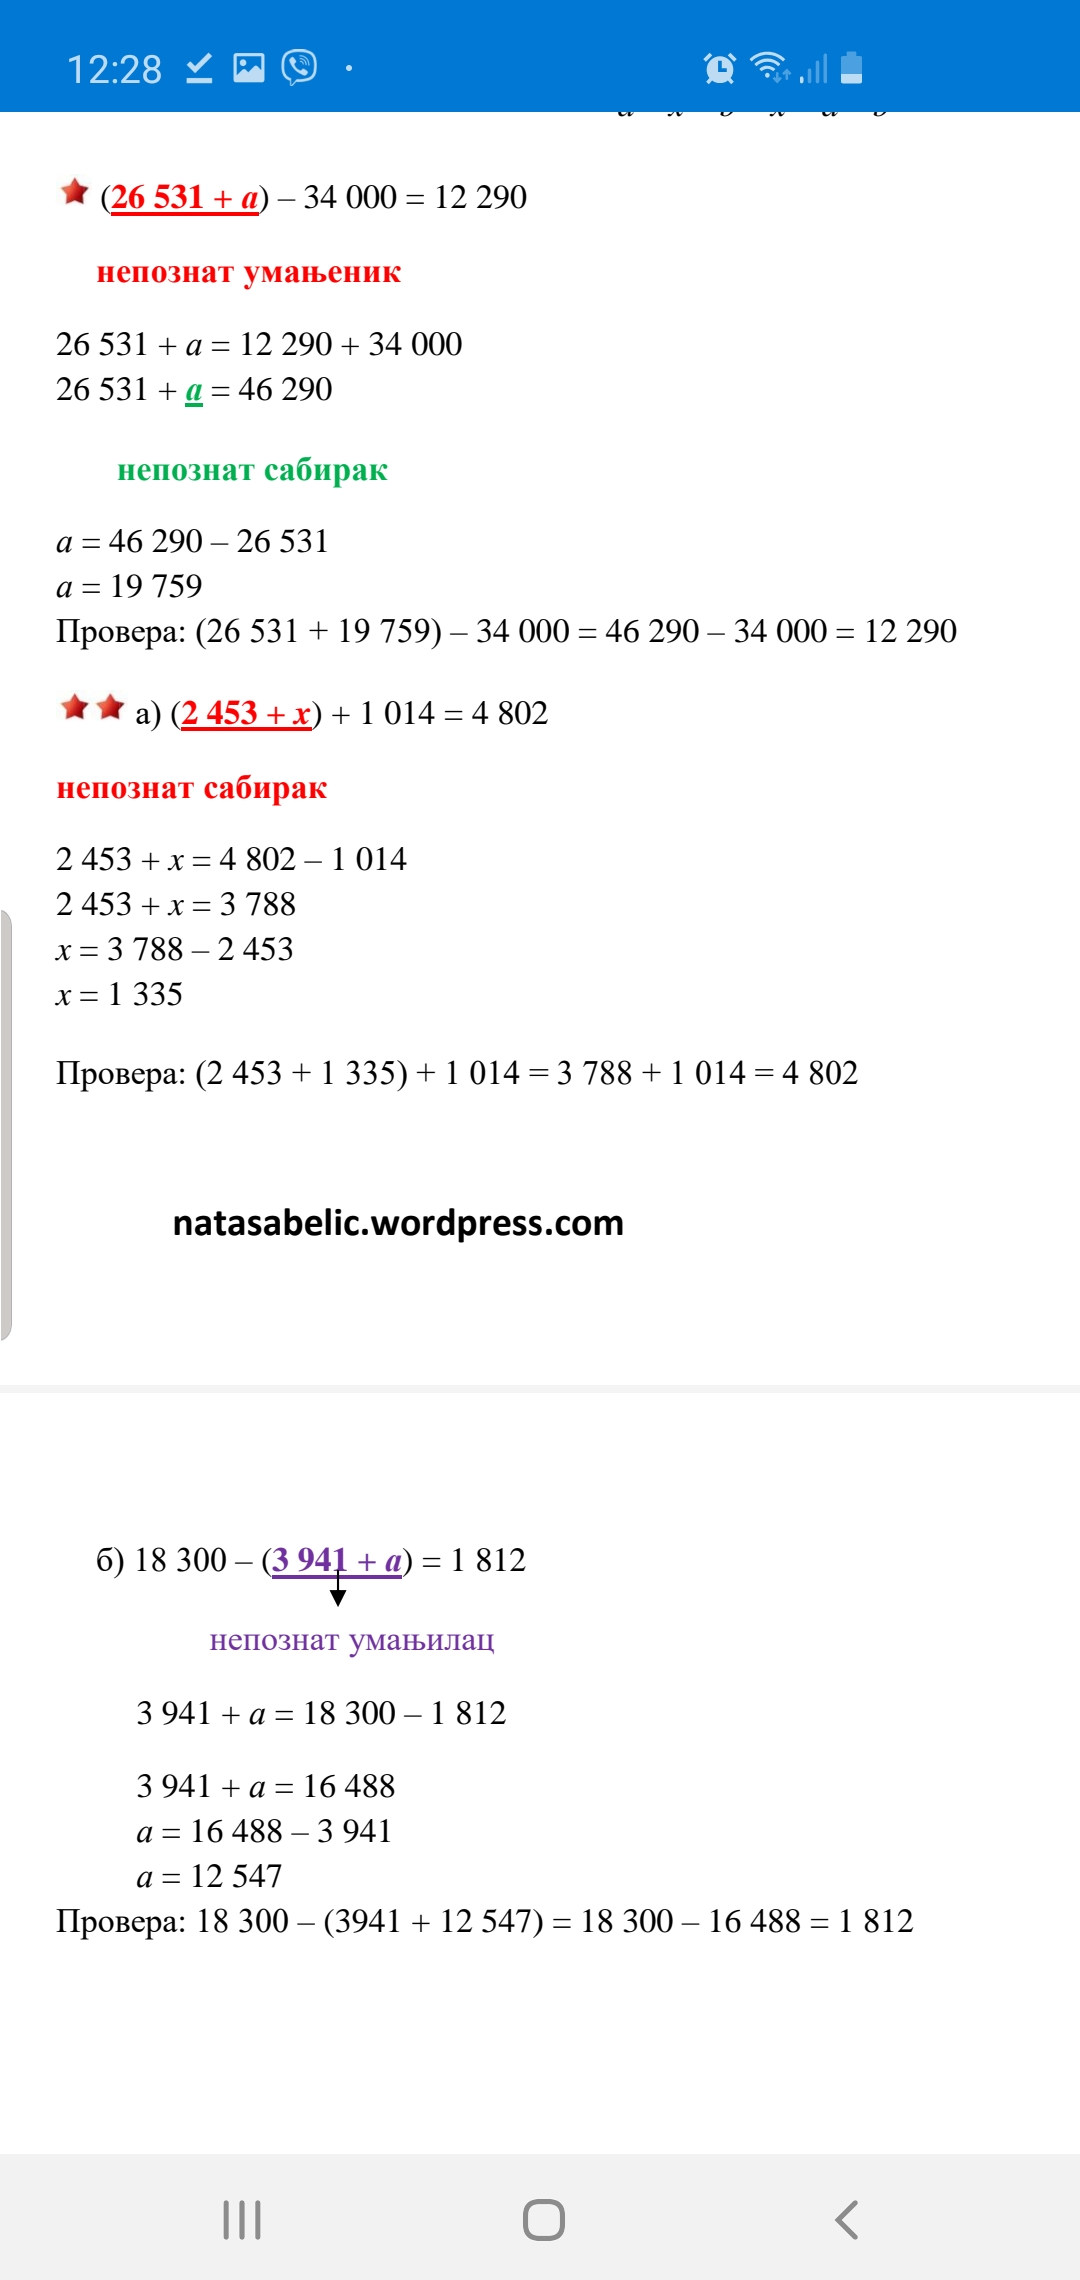 12:28
(26 531 + a) – 34 000 = 12 290
непознат умањеник
26 531 + a = 12 290 + 34 000
26 531 + a = 46 290
непознат сабирак
a = 46 290 – 26 531
a = 19 759
Провера: (26 531 + 19 759) – 34 000 = 46 290 – 34 000 = 12 290
а) (2 453 + x) + 1 014 = 4 802
непознат сабирак
2 453 + x = 4 802 – 1 014
2 453 + x = 3 788
x = 3 788 – 2 453
x = 1 335
Провера: (2 453 + 1 335) + 1 014 = 3 788 + 1 014 = 4 802
natasabelic.wordpress.com
б) 18 300 – (3 941 + a) = 1 812
непознат умањилац
3 941 + a = 18 300 – 1 812
3 941 + a = 16 488
a = 16 488 – 3 941
a = 12 547
Провера: 18 300 – (3941 + 12 547) = 18 300 – 16 488 = 1 812